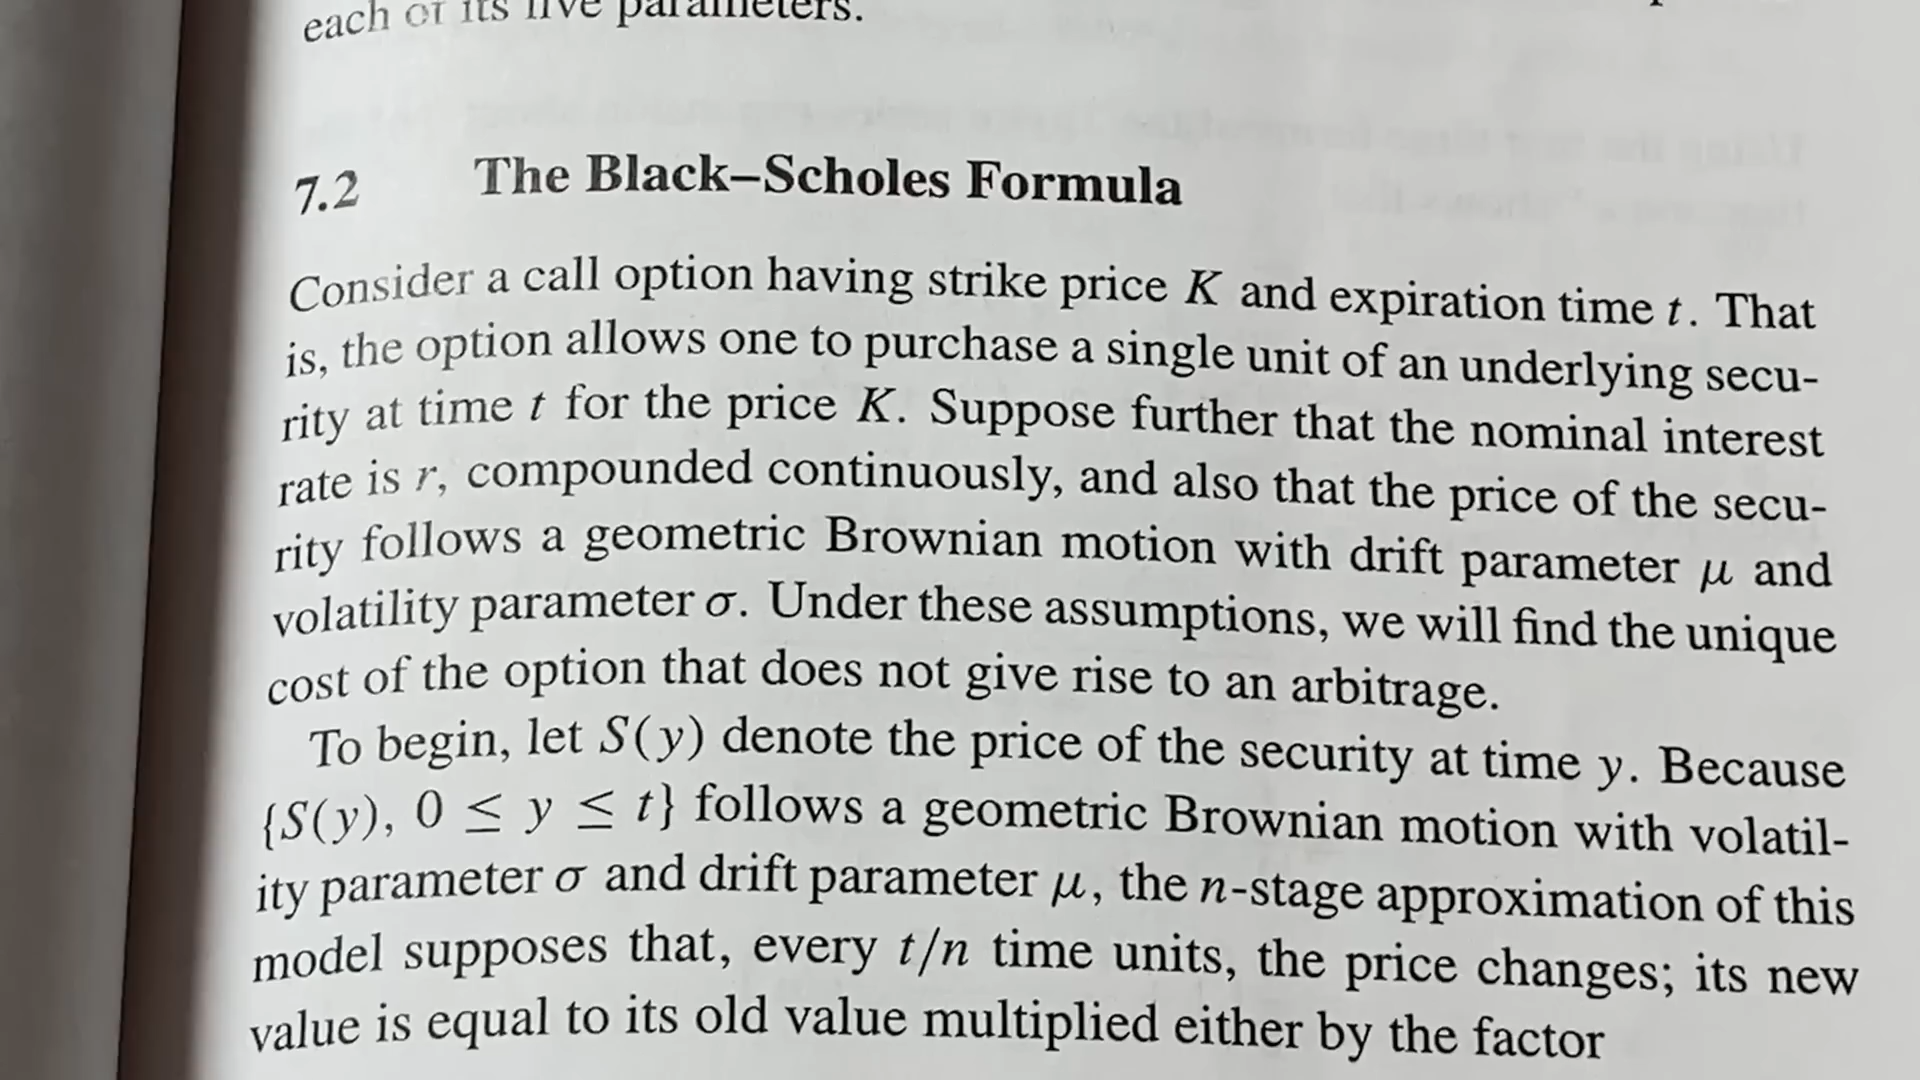 each of its five parameters.
7.2 The Black–Scholes Formula
Consider a call option having strike price K and expiration time t. That
is, the option allows one to purchase a single unit of an underlying secu-
rity at time t for the price K. Suppose further that the nominal interest
rate is r, compounded continuously, and also that the price of the secu-
rity follows a geometric Brownian motion with drift parameter μ and
volatility parameter σ. Under these assumptions, we will find the unique
cost of the option that does not give rise to an arbitrage.
To begin, let S(y) denote the price of the security at time y. Because
{S(y), 0 ≤ y ≤ t} follows a geometric Brownian motion with volatil-
ity parameter σ and drift parameter μ, the n-stage approximation of this
model supposes that, every t/n time units, the price changes; its new
value is equal to its old value multiplied either by the factor